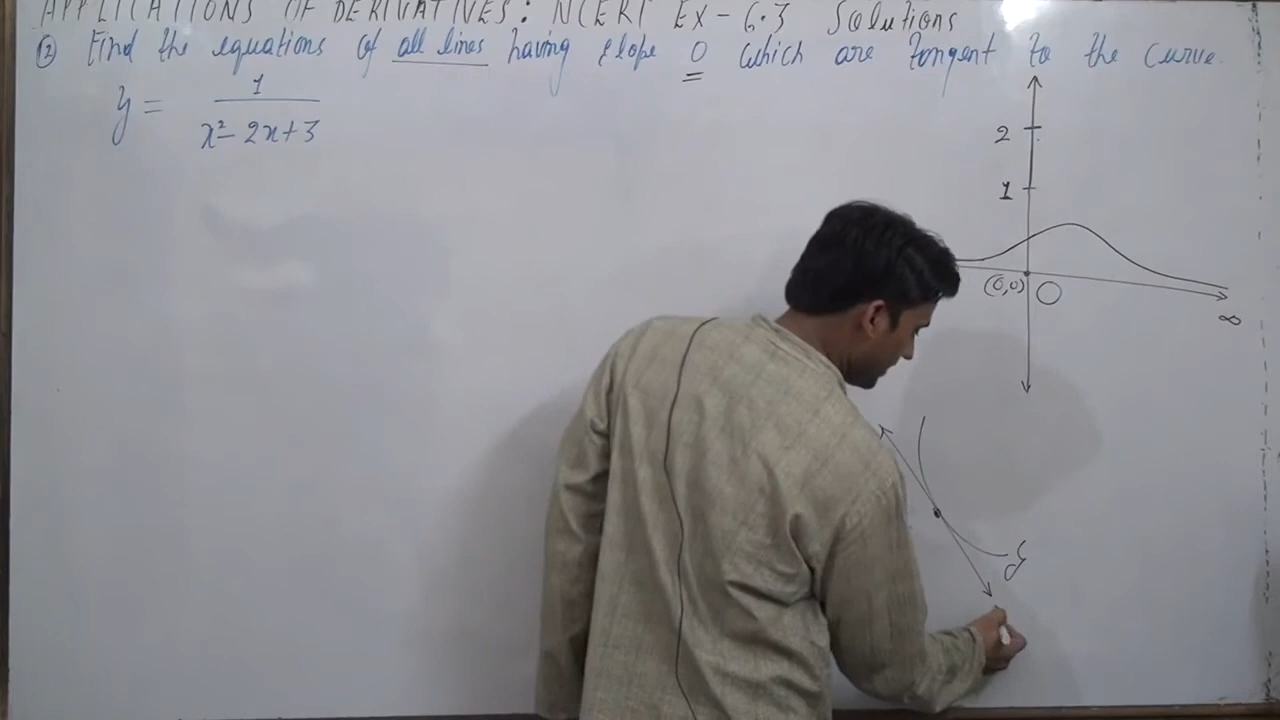 APPLICATIONS OF DERIVATIVES: NCERT EX-6.3 Solutions
⑫ Find the equations of all lines having slope 0 which are tangent to the curve.
y = 1 / x²-2x+3
2
1
(0,0) O
∞
y